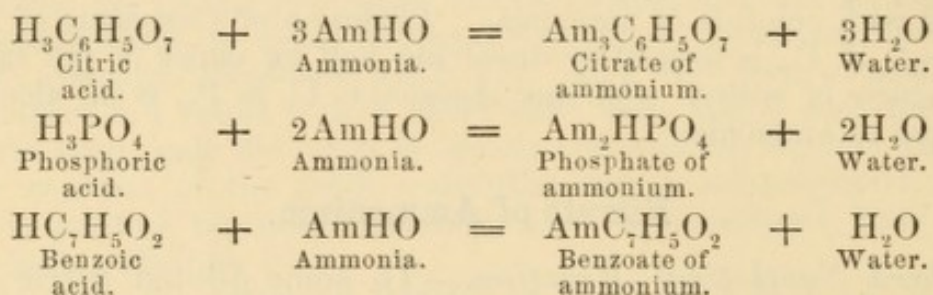 H₃C₆H₅O₇ + 3AmHO = Am₃C₆H₅O₇ + 3H₂O
Citric Ammonia. Citrate of Water.
acid. ammonium.
H₃PO₄ + 2AmHO = Am₂HPO₄ + 2H₂O
Phosphoric Ammonia. Phosphate of Water.
acid. ammonium.
HC₇H₅O₂ + AmHO = AmC₇H₅O₂ + H₂O
Benzoic Ammonia. Benzoate of Water.
acid. ammonium.